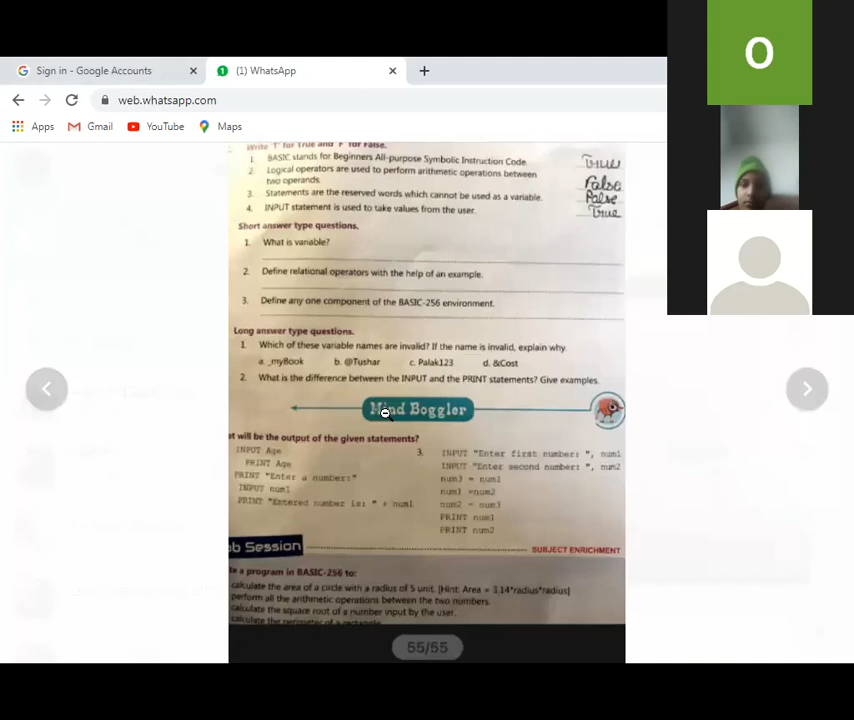 Sign in - Google Accounts
(1) WhatsApp
web.whatsapp.com
Apps
Gmail
YouTube
Maps
O
Write 'T' for True and 'F' for False.
1. BASIC stands for Beginners All-purpose Symbolic Instruction Code. True
2. Logical operators are used to perform arithmetic operations between
two operands. False
3. Statements are the reserved words which cannot be used as a variable. False
4. INPUT statement is used to take values from the user. True
Short answer type questions.
1. What is variable?
2. Define relational operators with the help of an example.
3. Define any one component of the BASIC-256 environment.
Long answer type questions.
1. Which of these variable names are invalid? If the name is invalid, explain why.
a. _myBook b. @Tushar c. Palak123 d. &Cost
2. What is the difference between the INPUT and the PRINT statements? Give examples.
Mind Boggler
at will be the output of the given statements?
INPUT Age
PRINT Age
PRINT "Enter a number:"
INPUT num1
PRINT "Entered number is: " + num1
3. INPUT "Enter first number: ", num1
INPUT "Enter second number: ", num2
num3 = num1
num1 =num2
num2 = num3
PRINT num1
PRINT num2
ab Session
SUBJECT ENRICHMENT
te a program in BASIC-256 to:
calculate the area of a circle with a radius of 5 unit. [Hint: Area = 3.14*radius*radius]
perform all the arithmetic operations between the two numbers.
calculate the square root of a number input by the user.
calculate the perimeter of a rectangle.
55/55